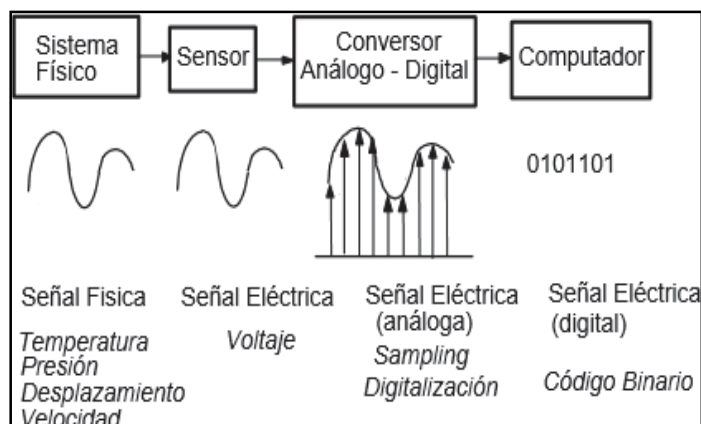 Sistema
Físico
Sensor
Conversor
Análogo - Digital
Computador
0101101
Señal Fisica
Temperatura
Presión
Desplazamiento
Velocidad
Señal Eléctrica
Voltaje
Señal Eléctrica
(análoga)
Sampling
Digitalización
Señal Eléctrica
(digital)
Código Binario